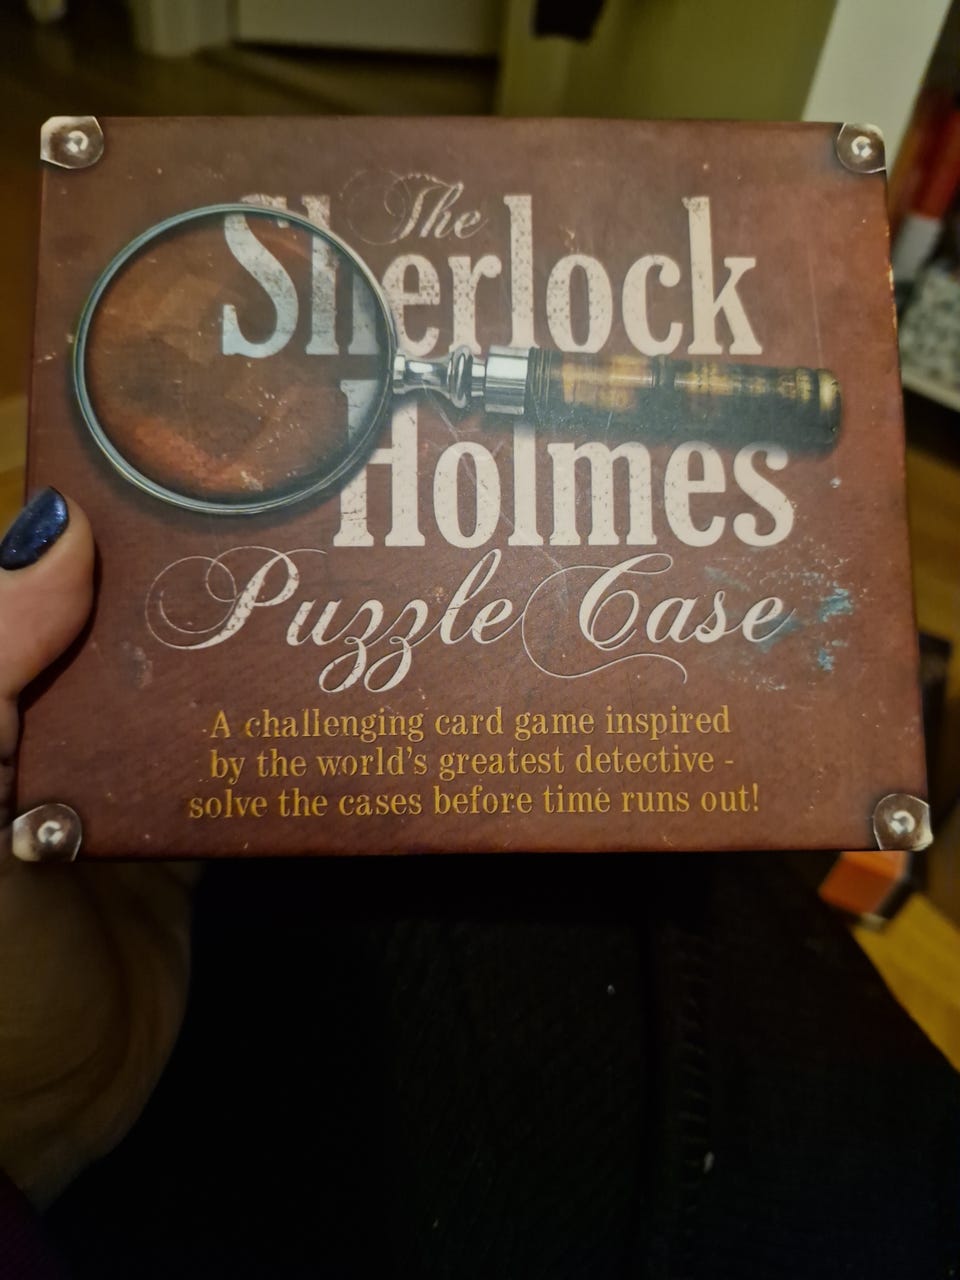 The
Sherlock
Holmes
Puzzle Case
A challenging card game inspired
by the world's greatest detective -
solve the cases before time runs out!